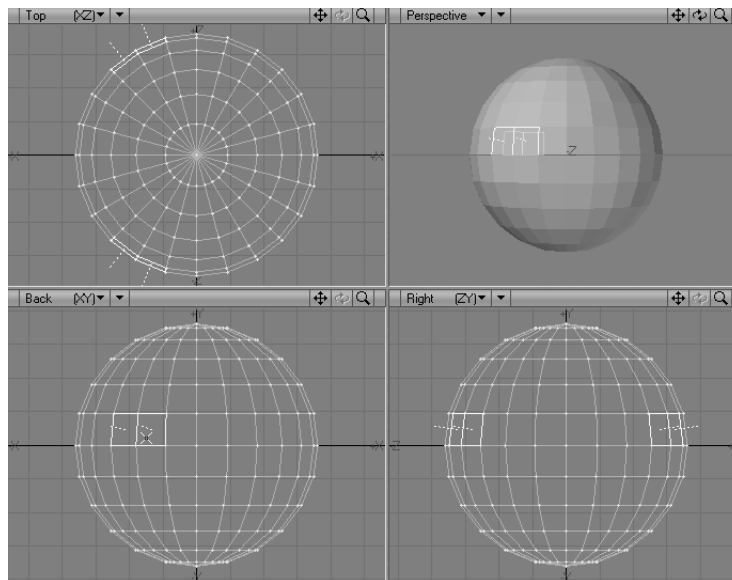 Top (XZ) Perspective
Z
-X X
Z
Z
Back (XY) Right (ZY)
Y Y
-X X
Z
Y Y